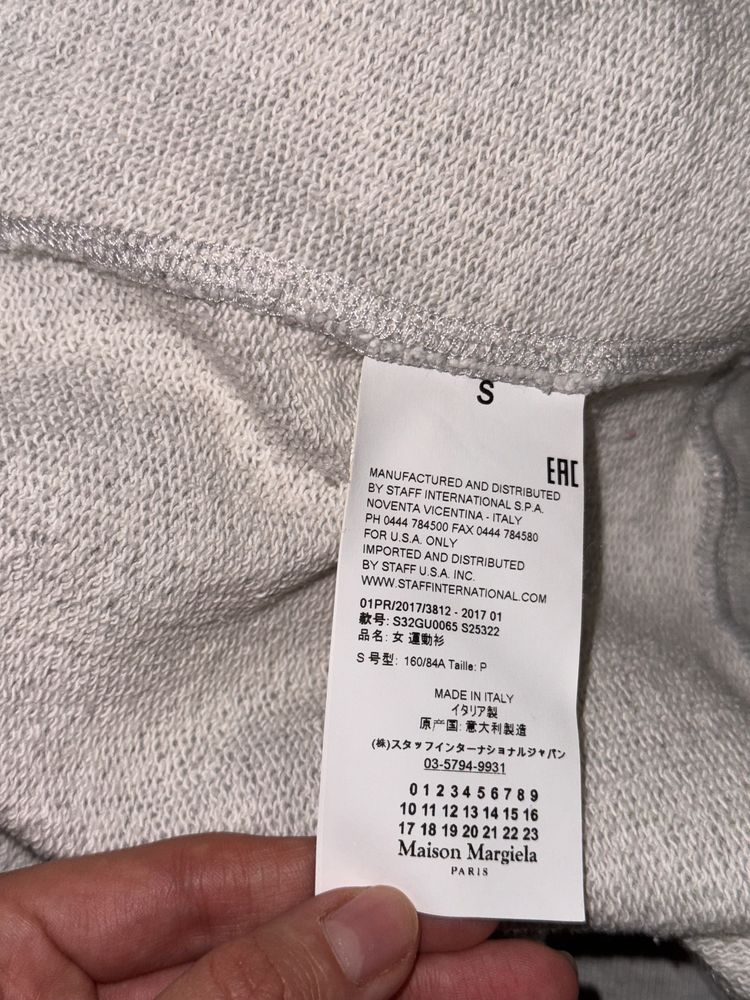 S
EAC
MANUFACTURED AND DISTRIBUTED
BY STAFF INTERNATIONAL S.P.A.
NOVENTA VICENTINA - ITALY
PH 0444 784500 FAX 0444 784580
FOR U.S.A. ONLY
IMPORTED AND DISTRIBUTED
BY STAFF U.S.A. INC.
WWW.STAFFINTERNATIONAL.COM
01PR/2017/3812 - 2017 01
款号: S32GU0065 S25322
品名: 女 運動衫
S 号型: 160/84A Taille: P
MADE IN ITALY
イタリア製
原产国: 意大利製造
(株)スタッフインターナショナルジャパン
03-5794-9931
0 1 2 3 4 5 6 7 8 9
10 11 12 13 14 15 16
17 18 19 20 21 22 23
Maison Margiela
PARIS